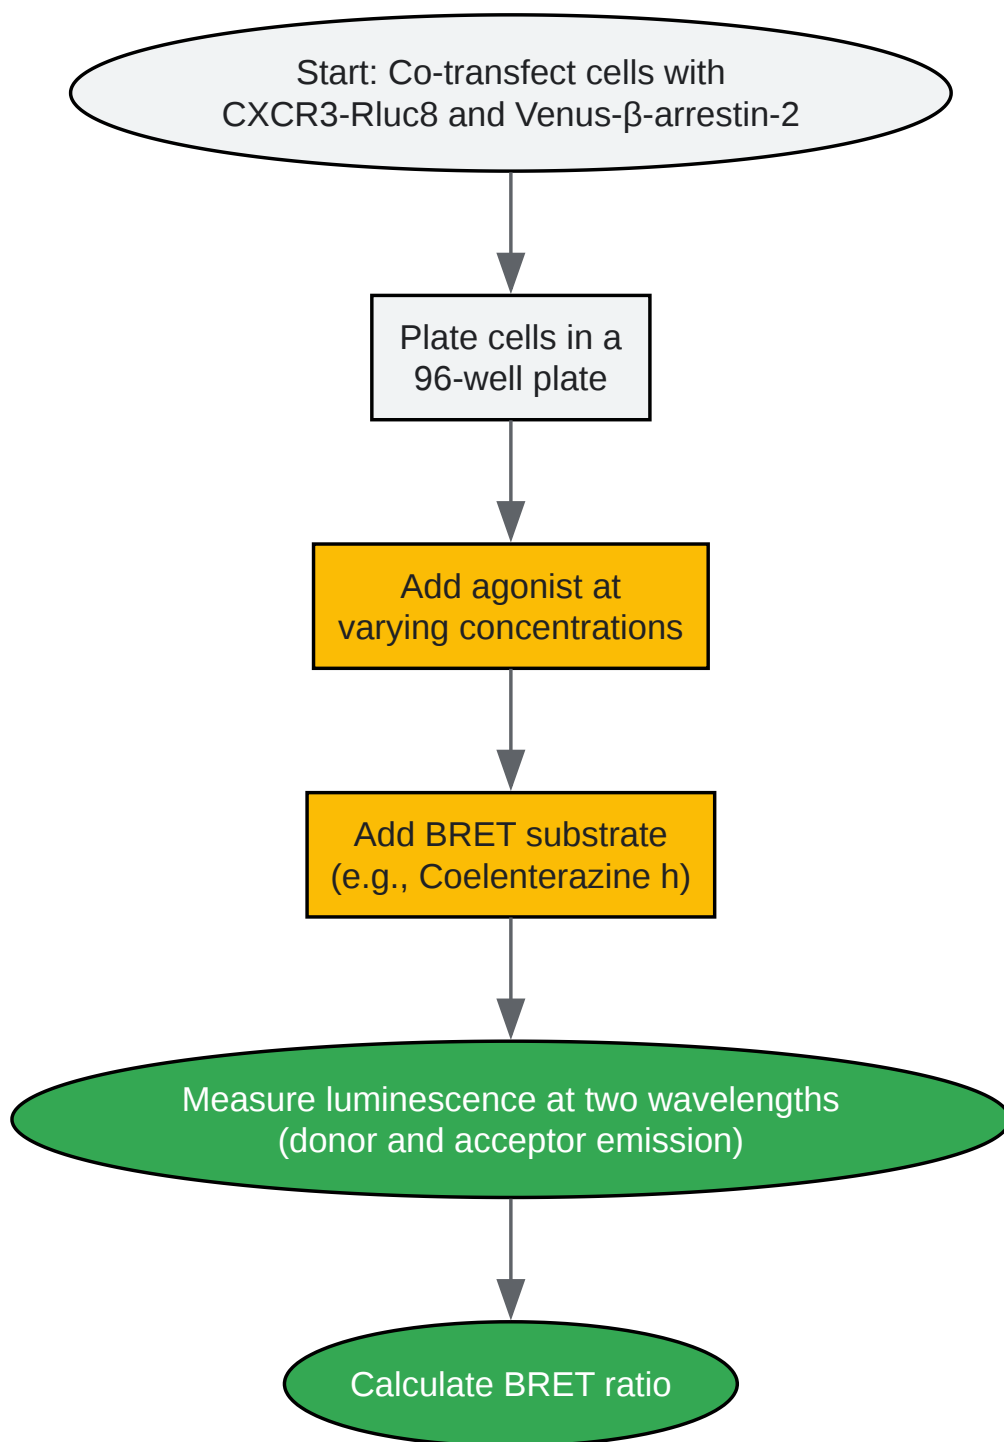 Start: Co-transfect cells with
CXCR3-Rluc8 and Venus-β-arrestin-2
Plate cells in a
96-well plate
Add agonist at
varying concentrations
Add BRET substrate
(e.g., Coelenterazine h)
Measure luminescence at two wavelengths
(donor and acceptor emission)
Calculate BRET ratio